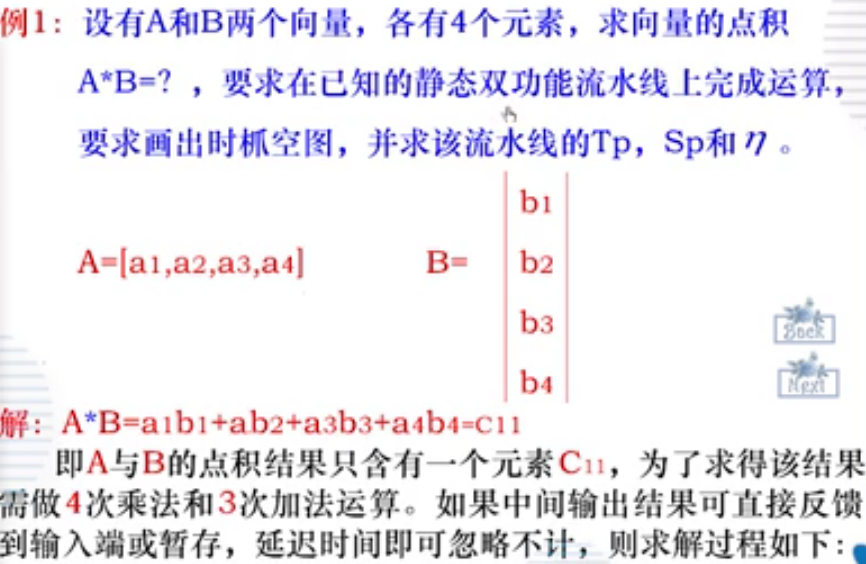 例1：设有A和B两个向量，各有4个元素，求向量的点积
A*B=？，要求在已知的静态双功能流水线上完成运算，
要求画出时机空图，并求该流水线的Tp，Sp和η。
b1
A=[a1,a2,a3,a4] B= b2
b3
b4
Back
Next
解：A*B=a1b1+ab2+a3b3+a4b4=C11
即A与B的点积结果只含有一个元素C11，为了求得该结果
需做4次乘法和3次加法运算。如果中间输出结果可直接反馈
到输入端或暂存，延迟时间即可忽略不计，则求解过程如下：